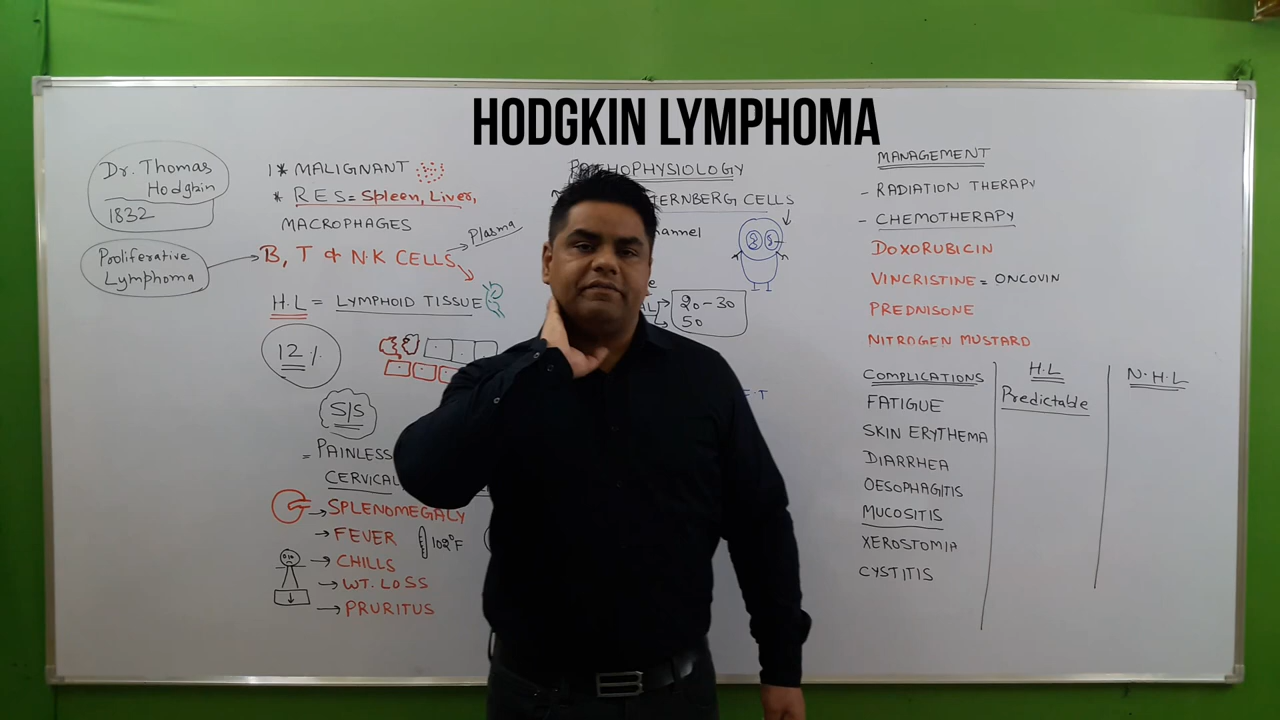 HODGKIN LYMPHOMA
Dr. Thomas
Hodgkin
1832
Proliferative
Lymphoma
1 * MALIGNANT
* RES = Spleen, Liver,
MACROPHAGES
B, T & N.K CELLS
Plasma
H.L = LYMPHOID TISSUE
12 %
S/S
= PAINLESS
CERVICAL
SPLENOMEGALY
FEVER
102°F
CHILLS
WT. LOSS
PRURITUS
PATHOPHYSIOLOGY
CELLS
20-30
50
MANAGEMENT
- RADIATION THERAPY
- CHEMOTHERAPY
DOXORUBICIN
VINCRISTINE = ONCOVIN
PREDNISONE
NITROGEN MUSTARD
COMPLICATIONS
FATIGUE
SKIN ERYTHEMA
DIARRHEA
OESOPHAGITIS
MUCOSITIS
XEROSTOMIA
CYSTITIS
H.L
Predictable
N.H.L